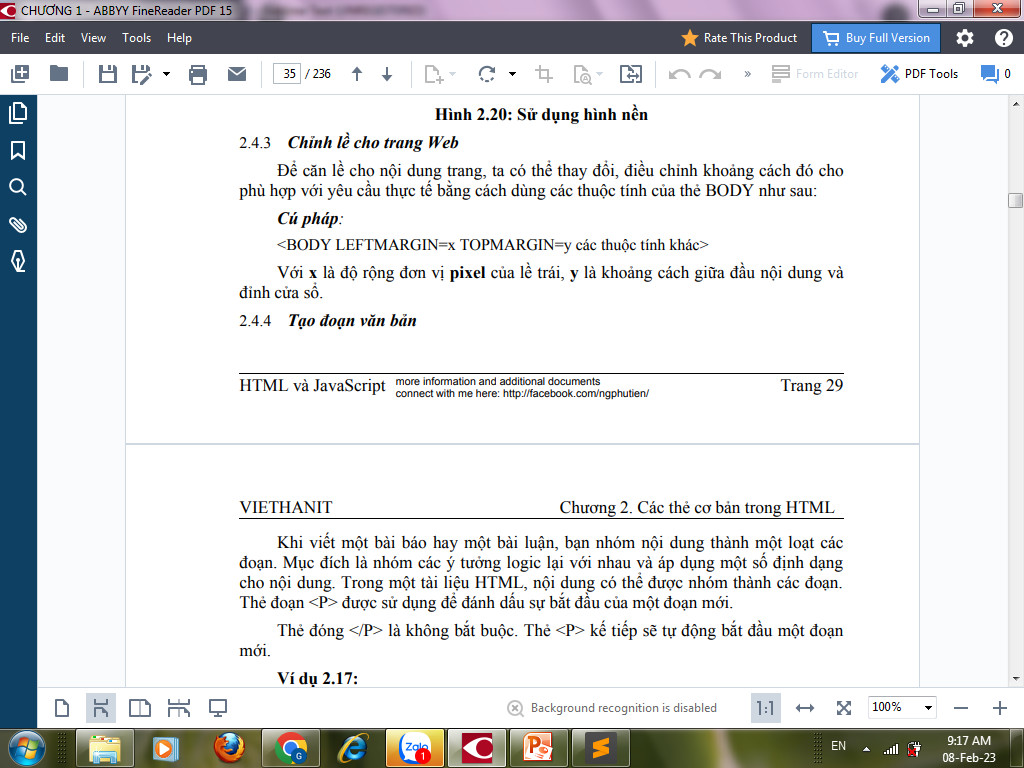 CHƯƠNG 1 - ABBYY FineReader PDF 15
File Edit View Tools Help
Rate This Product
Buy Full Version
35 / 236
»
Form Editor
PDF Tools
0
Hình 2.20: Sử dụng hình nền
2.4.3 Chỉnh lề cho trang Web
Để căn lề cho nội dung trang, ta có thể thay đổi, điều chỉnh khoảng cách đó cho
phù hợp với yêu cầu thực tế bằng cách dùng các thuộc tính của thẻ BODY như sau:
Cú pháp:
<BODY LEFTMARGIN=x TOPMARGIN=y các thuộc tính khác>
Với x là độ rộng đơn vị pixel của lề trái, y là khoảng cách giữa đầu nội dung và
đỉnh cửa sổ.
2.4.4 Tạo đoạn văn bản
HTML và JavaScript
more information and additional documents
connect with me here: http://facebook.com/ngphutien/
Trang 29
VIETHANIT
Chương 2. Các thẻ cơ bản trong HTML
Khi viết một bài báo hay một bài luận, bạn nhóm nội dung thành một loạt các
đoạn. Mục đích là nhóm các ý tưởng logic lại với nhau và áp dụng một số định dạng
cho nội dung. Trong một tài liệu HTML, nội dung có thể được nhóm thành các đoạn.
Thẻ đoạn <P> được sử dụng để đánh dấu sự bắt đầu của một đoạn mới.
Thẻ đóng </P> là không bắt buộc. Thẻ <P> kế tiếp sẽ tự động bắt đầu một đoạn
mới.
Ví dụ 2.17:
Background recognition is disabled
1:1
100%
Zalo
1
EN
9:17 AM
08-Feb-23